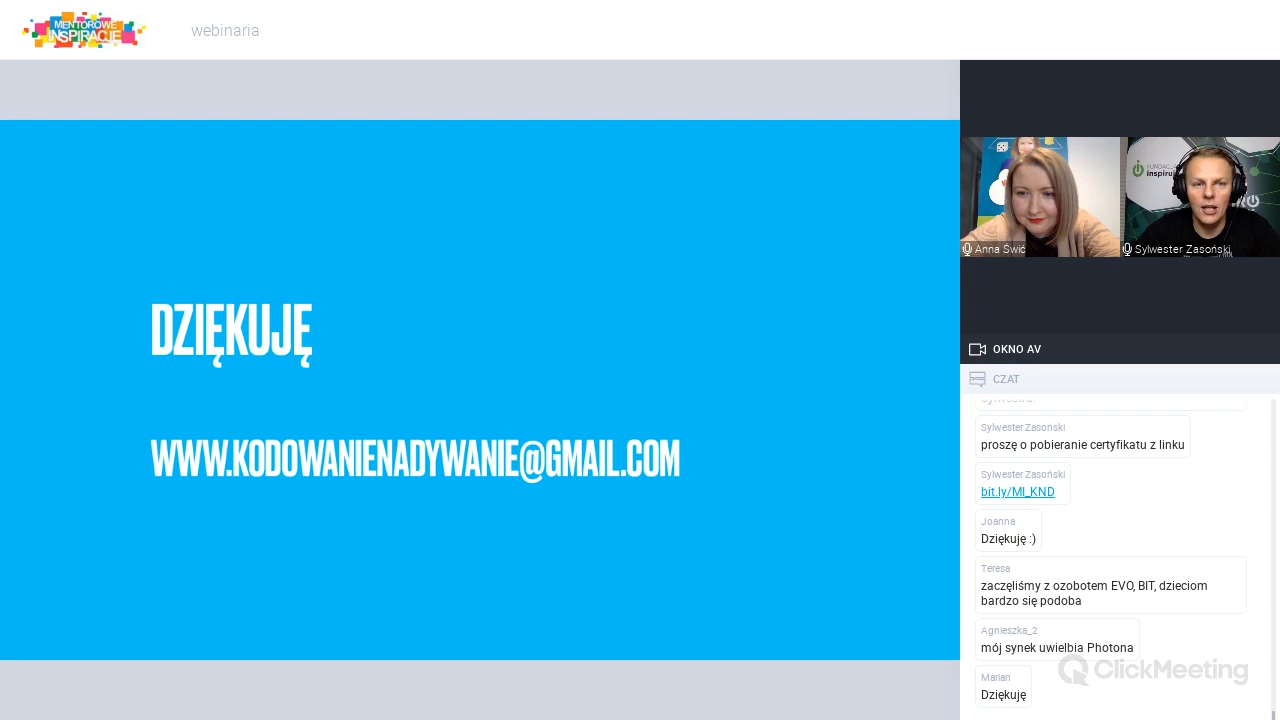 MENTOROWE
INSPIRACJE
webinaria
DZIĘKUJĘ
WWW.KODOWANIENADYWANIE@GMAIL.COM
FUNDACJA
Anna Świć
Sylwester Zasoński
OKNO AV
CZAT
Sylwester Zasoński
proszę o pobieranie certyfikatu z linku
Sylwester Zasoński
bit.ly/MI_KND
Joanna
Dziękuję :)
Teresa
zaczęliśmy z ozobotem EVO, BIT, dzieciom
bardzo się podoba
Agnieszka_2
mój synek uwielbia Photona
ClickMeeting
Marian
Dziękuję